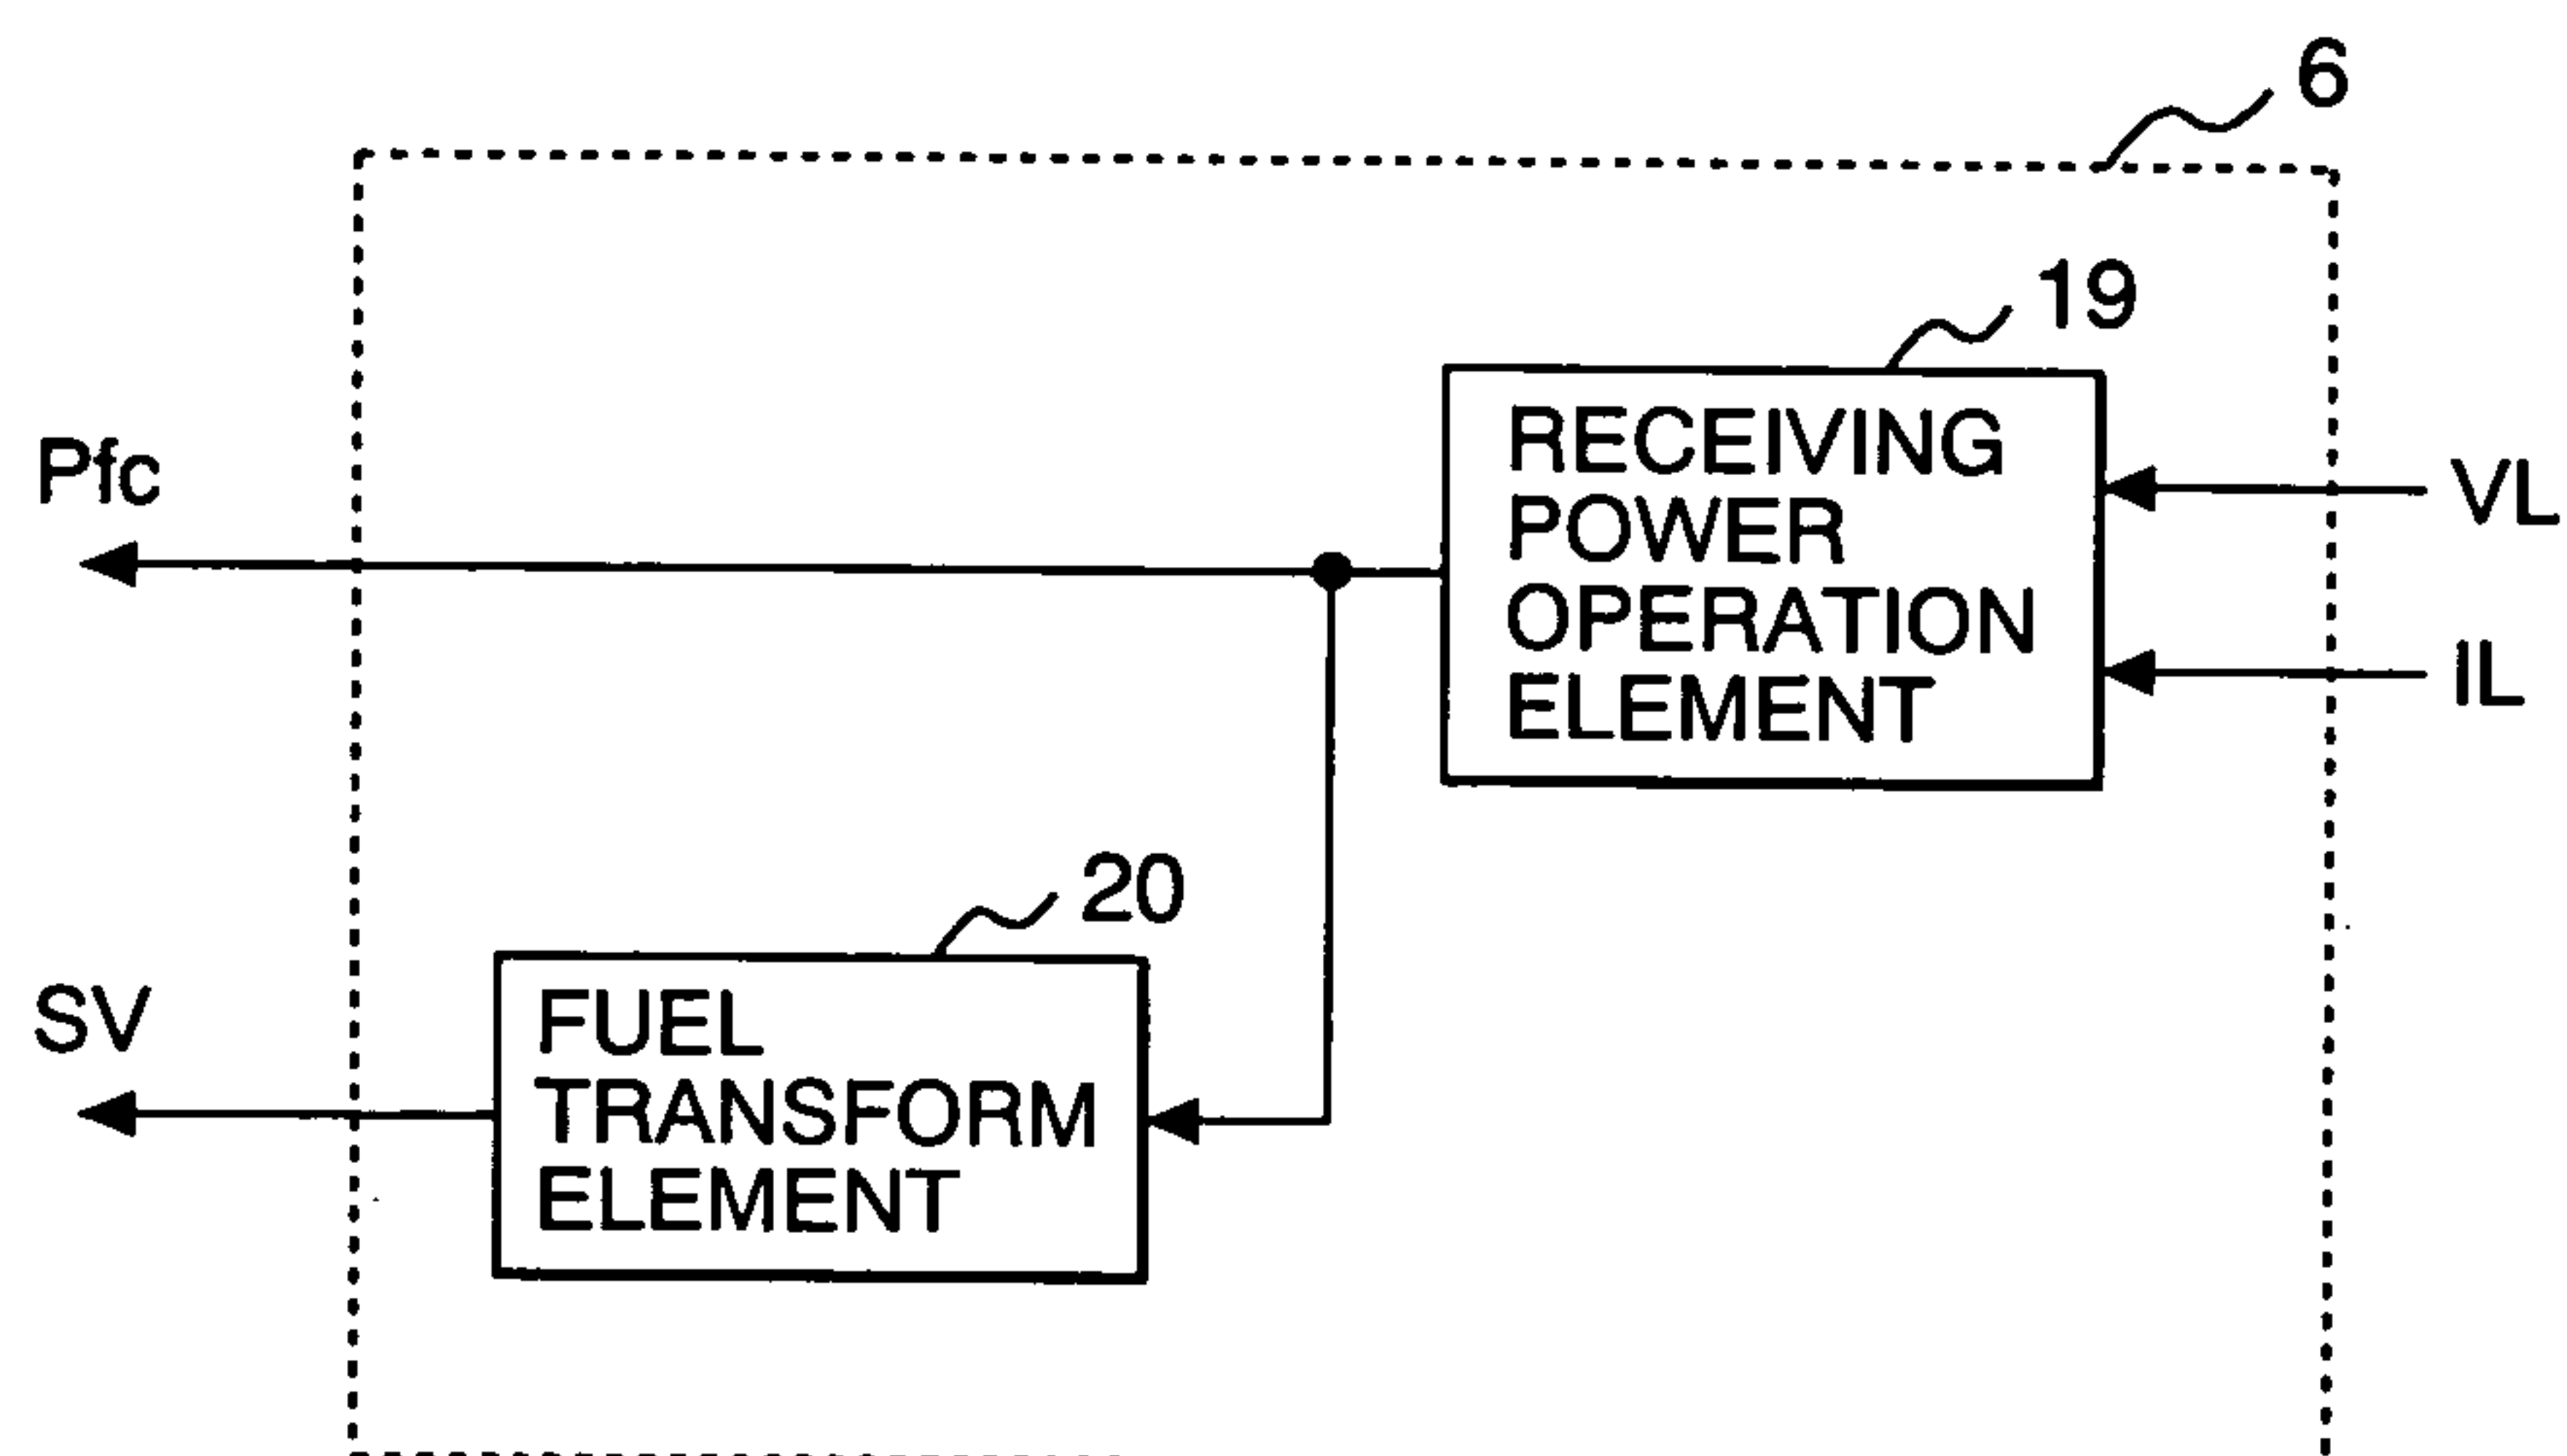 6
19
RECEIVING
POWER
OPERATION
ELEMENT
Pfc
VL
IL
20
FUEL
TRANSFORM
ELEMENT
SV